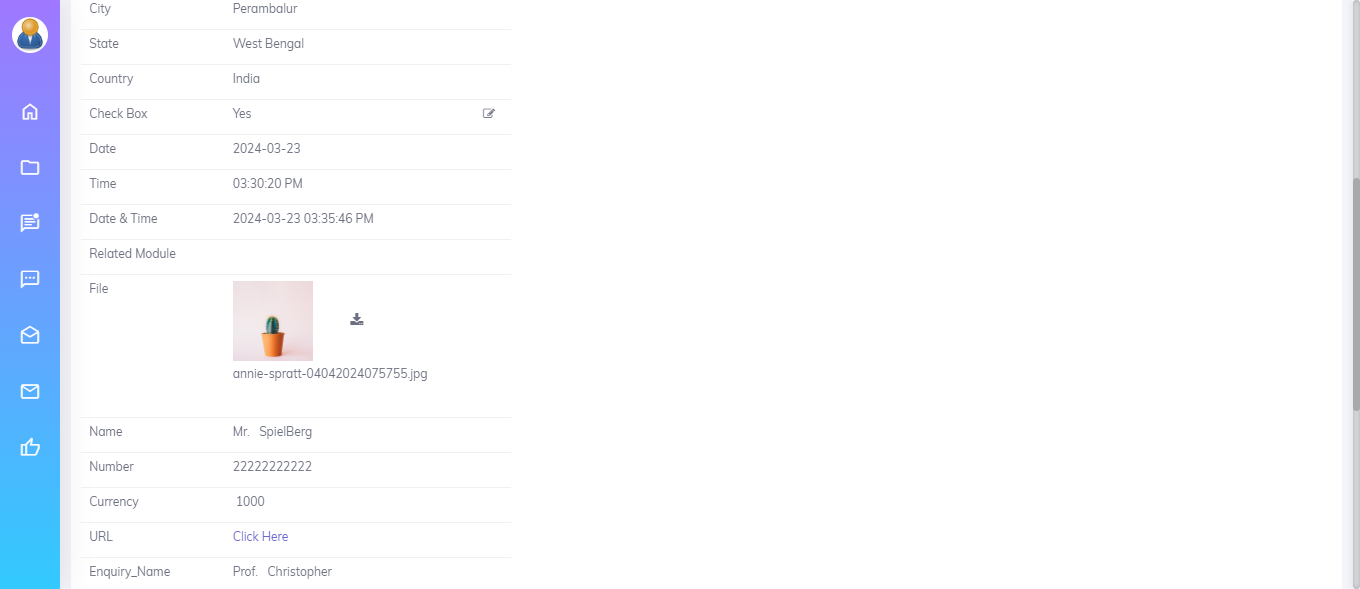 City Perambalur
State West Bengal
Country India
Check Box Yes
Date 2024-03-23
Time 03:30:20 PM
Date & Time 2024-03-23 03:35:46 PM
Related Module
File
annie-spratt-04042024075755.jpg
Name Mr. SpielBerg
Number 22222222222
Currency 1000
URL Click Here
Enquiry_Name Prof. Christopher